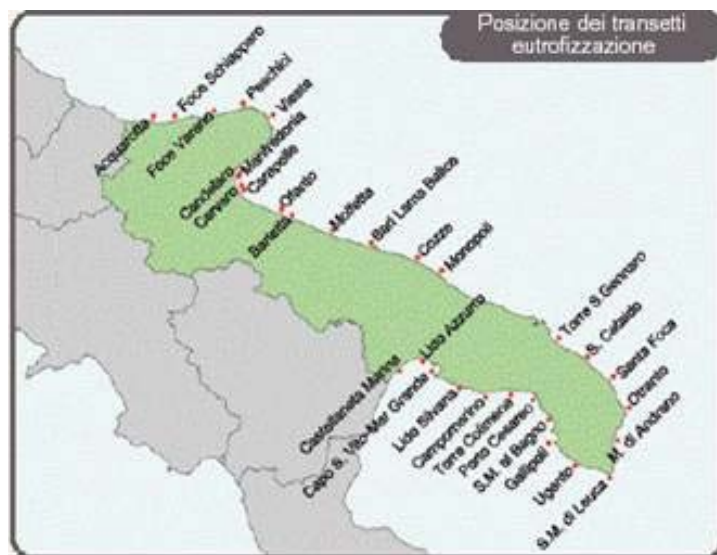 Posizione dei transetti
eutrofizzazione
Acquarotta
Foce Schiapparo
Foce Varano
Peschici
Vieste
Manfredonia
Candelaro
Cervaro
Carapelle
Ofanto
Barletta
Molfetta
Bari Lama Balice
Cozze
Monopoli
Torre S.Gennaro
S. Cataldo
Santa Foca
Otranto
M. di Andrano
S.M. di Leuca
Ugento
Gallipoli
S.M. al Bagno
Porto Cesareo
Torre Colimena
Campomarino
Lido Silvana
Capo S. Vito-Mar Grande
Lido Azzurro
Castellaneta Marina